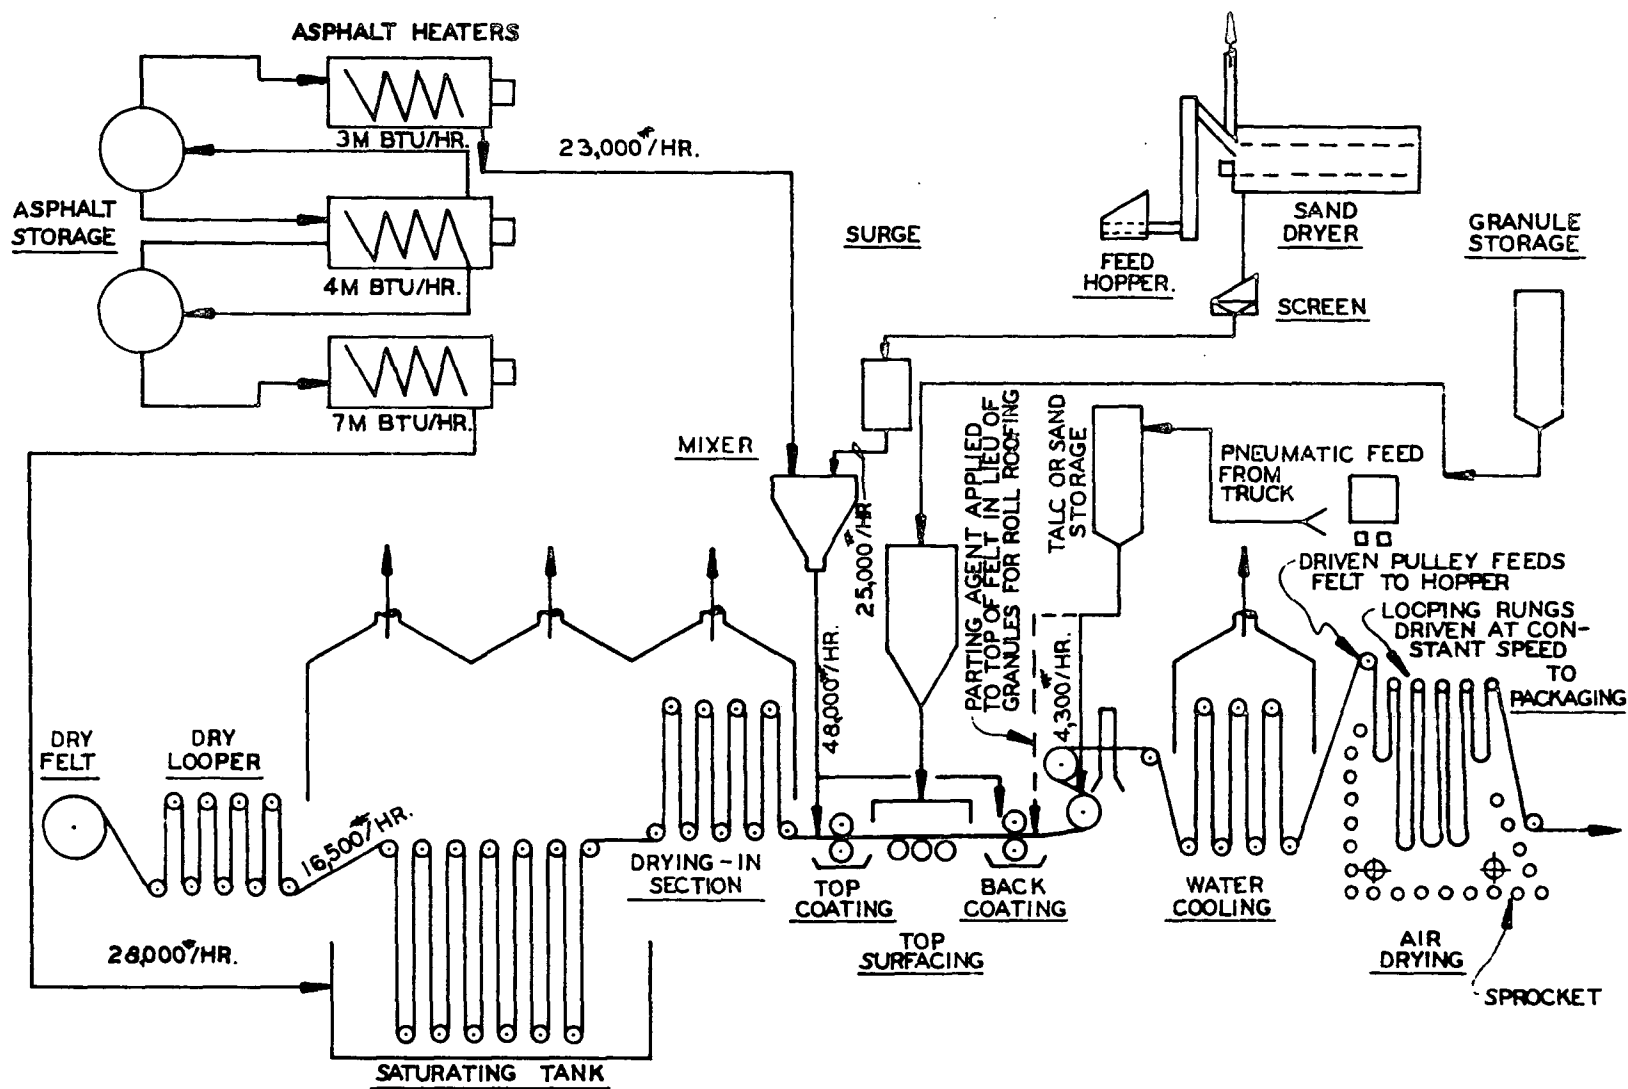 ASPHALT HEATERS
3M BTU/HR.
23,000#/HR.
ASPHALT
STORAGE
4M BTU/HR.
7M BTU/HR.
SURGE
SAND
DRYER
FEED
HOPPER.
SCREEN
GRANULE
STORAGE
MIXER
25,000#/HR
PARTING AGENT APPLIED
TO TOP OF FELT IN LIEU OF
GRANULES FOR ROLL ROOFING
TALC OR SAND
STORAGE
PNEUMATIC FEED
FROM
TRUCK
DRIVEN PULLEY FEEDS
FELT TO HOPPER
LOOPING RUNGS
DRIVEN AT CON-
STANT SPEED
TO
PACKAGING
48,000#/HR.
4,300#/HR.
DRY
FELT
DRY
LOOPER
16,500#/HR.
DRYING-IN
SECTION
TOP
COATING
BACK
COATING
TOP
SURFACING
WATER
COOLING
AIR
DRYING
SPROCKET
28,000#/HR.
SATURATING TANK